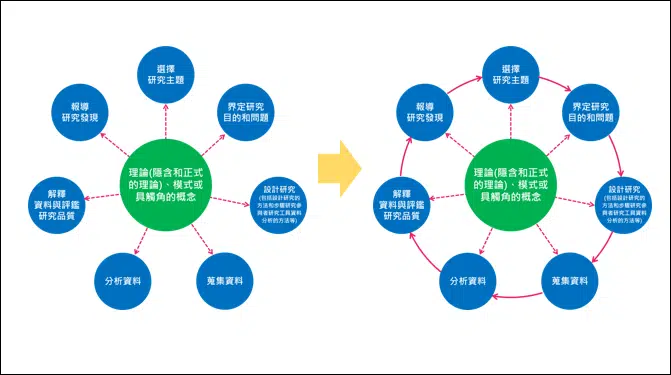 選擇
研究主題
報導
研究發現
界定研究
目的和問題
理論(隱含和正式
的理論)、模式或
具觸角的概念
解釋
資料與評鑑
研究品質
設計研究
(包括設計研究的
方法和步驟研究參
與者研究工具資料
分析的方法等)
分析資料
蒐集資料
選擇
研究主題
報導
研究發現
界定研究
目的和問題
理論(隱含和正式
的理論)、模式或
具觸角的概念
解釋
資料與評鑑
研究品質
設計研究
(包括設計研究的
方法和步驟研究參
與者研究工具資料
分析的方法等)
分析資料
蒐集資料